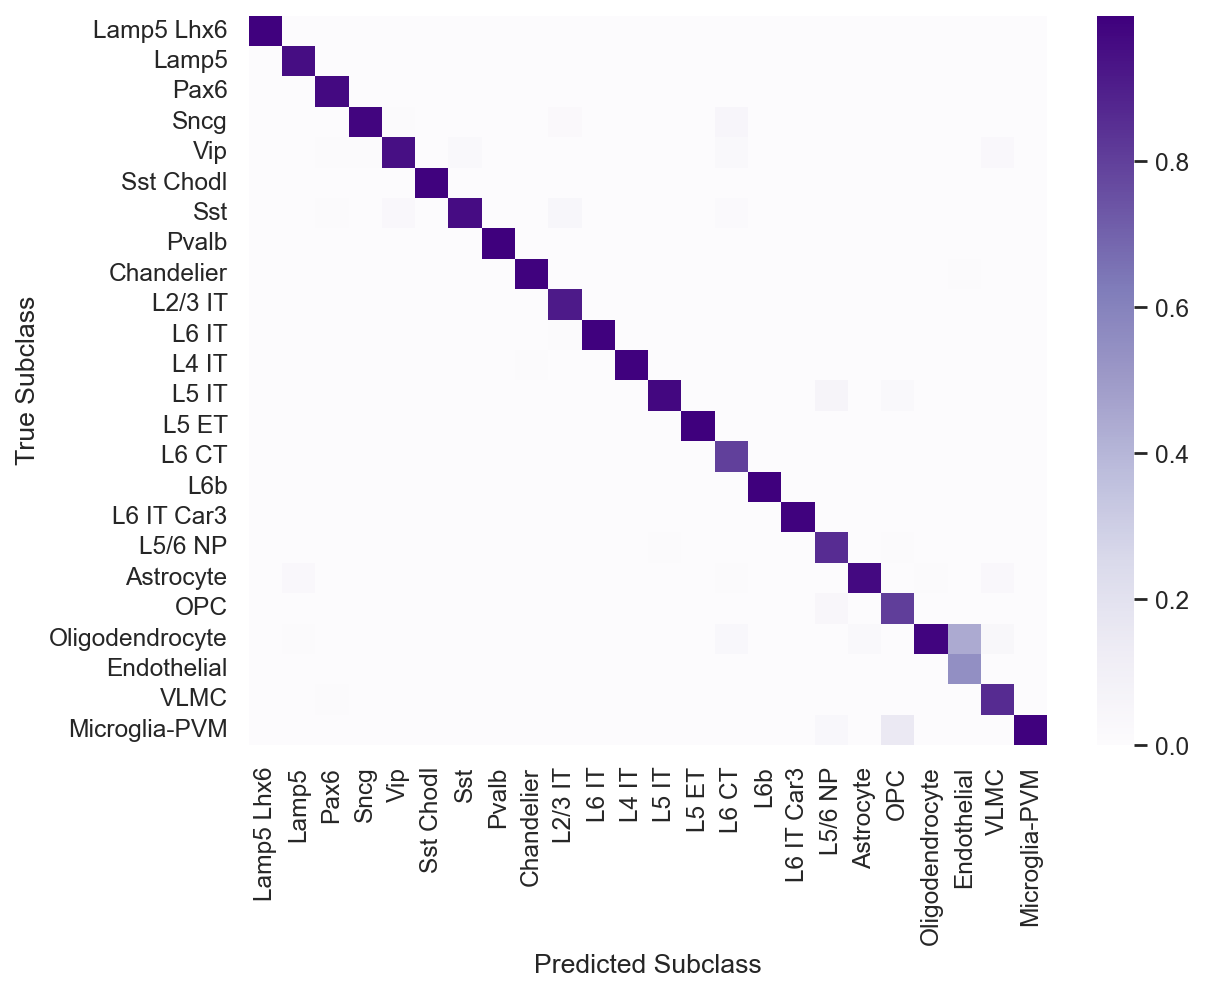 Lamp5 Lhx6
Lamp5
Pax6
Sncg
Vip
Sst Chodl
Sst
Pvalb
Chandelier
L2/3 IT
L6 IT
L4 IT
L5 IT
L5 ET
L6 CT
L6b
L6 IT Car3
L5/6 NP
Astrocyte
OPC
Oligodendrocyte
Endothelial
VLMC
Microglia-PVM
True Subclass
Lamp5 Lhx6
Lamp5
Pax6
Sncg
Vip
Sst Chodl
Sst
Pvalb
Chandelier
L2/3 IT
L6 IT
L4 IT
L5 IT
L5 ET
L6 CT
L6b
L6 IT Car3
L5/6 NP
Astrocyte
OPC
Oligodendrocyte
Endothelial
VLMC
Microglia-PVM
Predicted Subclass
0.8
0.6
0.4
0.2
0.0